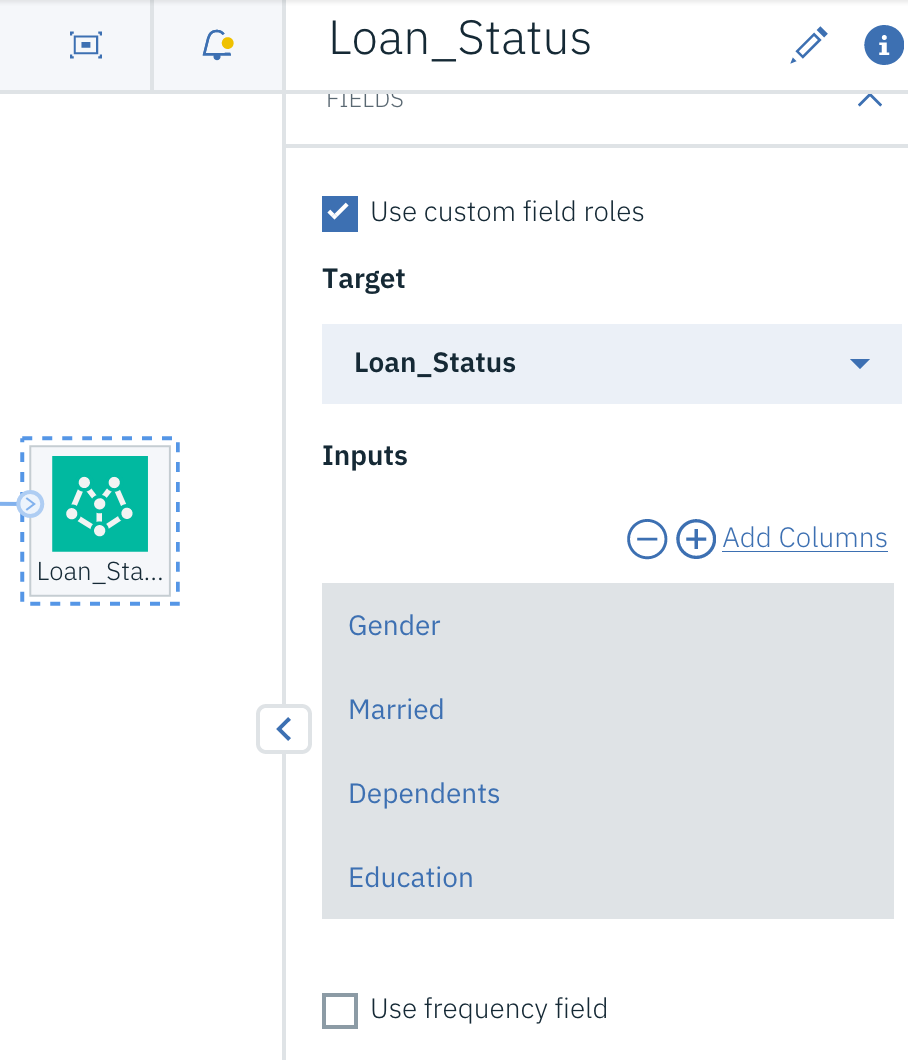 Loan_Status
FIELDS
Use custom field roles
Target
Loan_Status
Inputs
Add Columns
Gender
Married
Dependents
Education
Use frequency field
Loan_Sta...